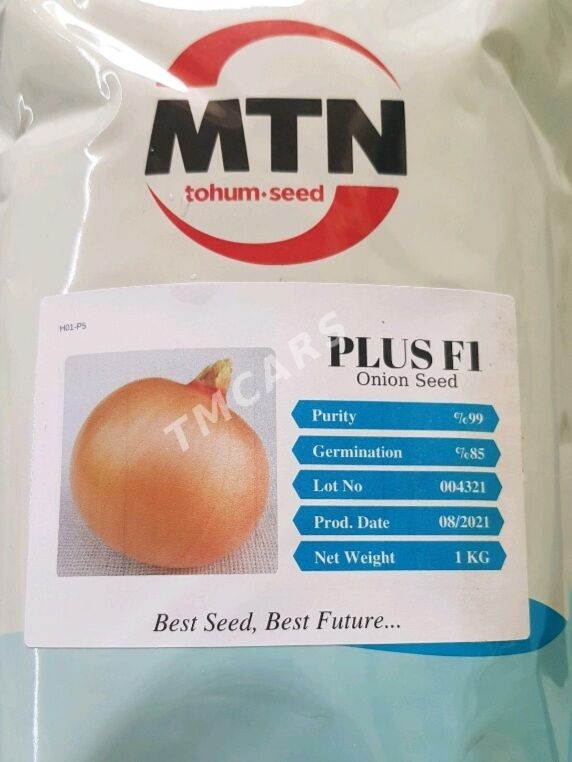 MTN
tohum•seed
H01-P5
PLUS F1
Onion Seed
Purity %99
Germination %85
Lot No 004321
Prod. Date 08/2021
Net Weight 1 KG
TMCARS
Best Seed, Best Future...